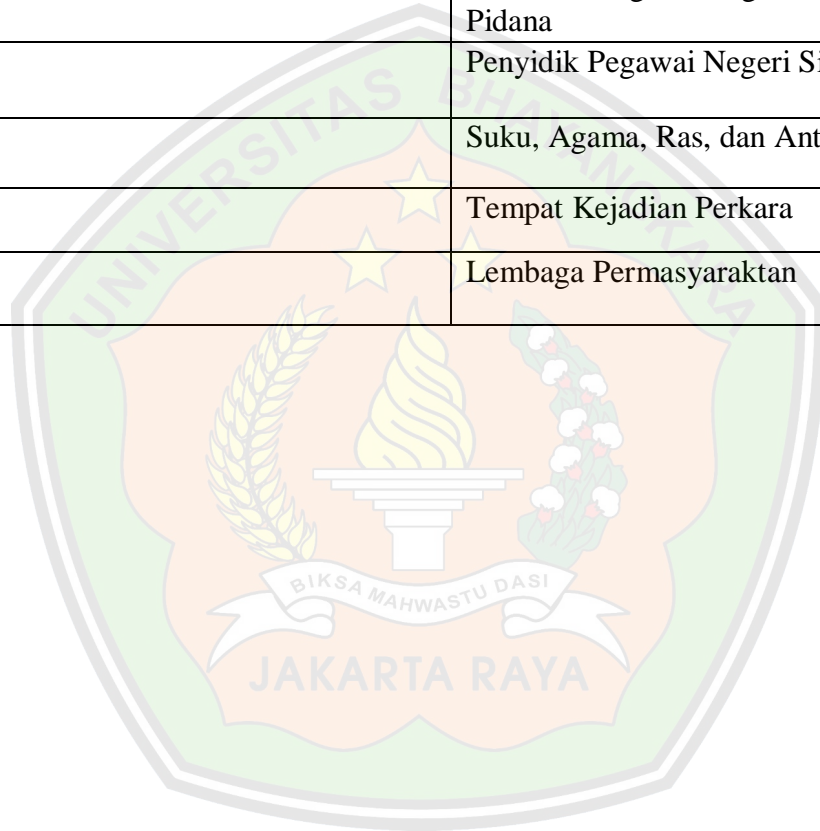 Pidana
Penyidik Pegawai Negeri
Suku, Agama, Ras, dan
Tempat Kejadian Perkara
Lembaga Permasyaraktan
UNIVERSITAS BHAYANGKARA
BIKSA MAHWASTU DASI
JAKARTA RAYA